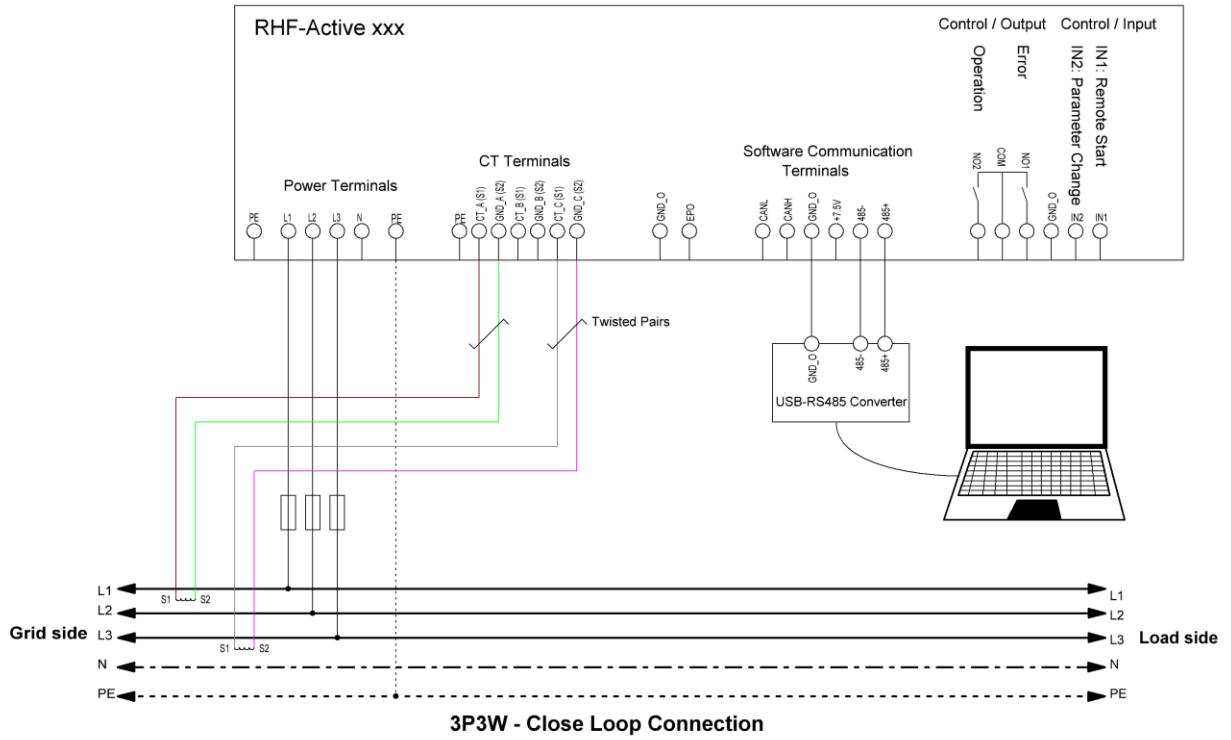 RHF-Active xxx
Control / Output
Control / Input
Operation
Error
IN2: Parameter Change
IN1: Remote Start
Power Terminals
CT Terminals
Software Communication
Terminals
PE
L1
L2
L3
N
PE
PE
CT_A (S1)
GND_A (S2)
CT_B (S1)
GND_B (S2)
CT_C (S1)
GND_C (S2)
GND_O
EPO
CANL
CANH
GND_O
+7.5V
485-
485+
NO2
COM
NO1
GND_O
IN2
IN1
Twisted Pairs
GND_O
485-
485+
USB-RS485 Converter
L1
S1
S2
L1
L2
L2
Grid side
L3
L3
Load side
S1
S2
N
N
PE
PE
3P3W - Close Loop Connection